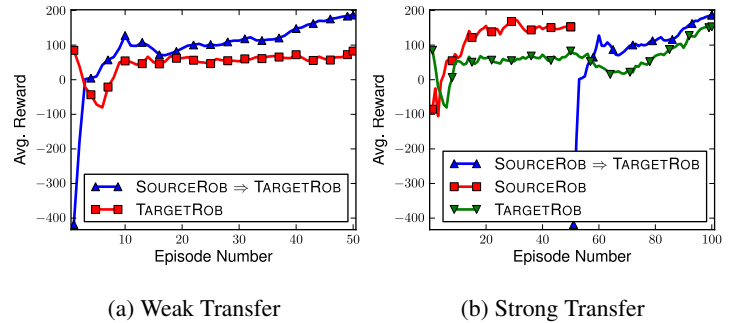 200
100
0
−100
−200
−300
−400
Avg. Reward
10 20 30 40 50
Episode Number
SOURCEROB ⇒ TARGETROB
TARGETROB
(a) Weak Transfer
200
100
0
−100
−200
−300
−400
Avg. Reward
20 40 60 80 100
Episode Number
SOURCEROB ⇒ TARGETROB
SOURCEROB
TARGETROB
(b) Strong Transfer